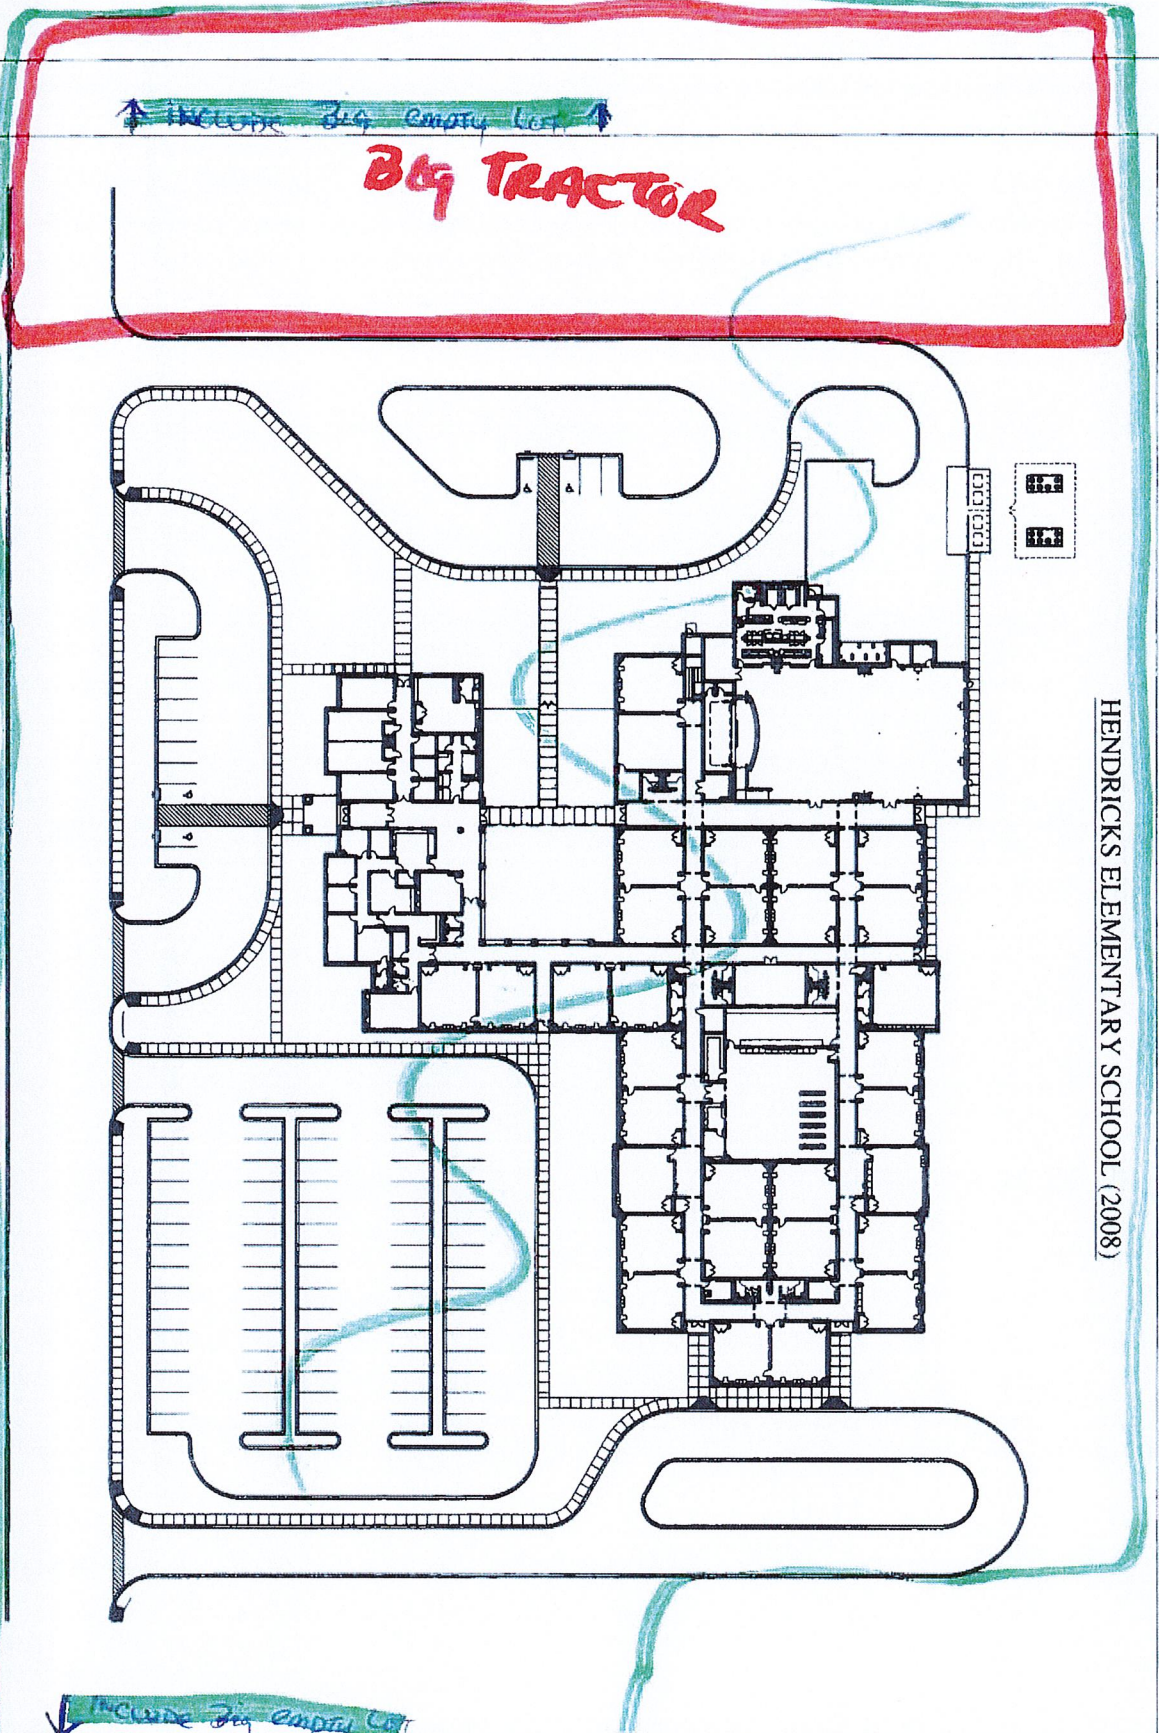 ↑ INCLUDE Big empty Lot ↑
Big TRACTOR
HENDRICKS ELEMENTARY SCHOOL (2008)
↓ INCLUDE Big empty Lot